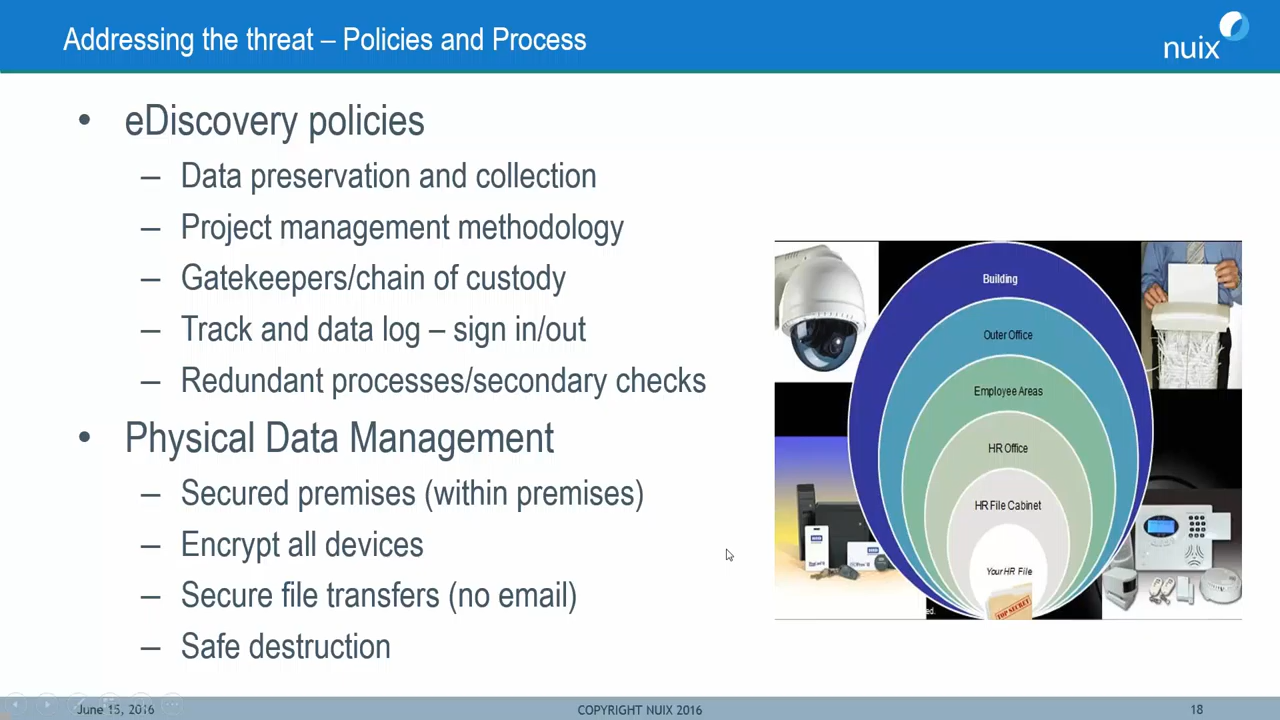 Addressing the threat – Policies and Process
nuix
• eDiscovery policies
– Data preservation and collection
– Project management methodology
– Gatekeepers/chain of custody
– Track and data log – sign in/out
– Redundant processes/secondary checks
• Physical Data Management
– Secured premises (within premises)
– Encrypt all devices
– Secure file transfers (no email)
– Safe destruction
Building
Outer Office
Employee Areas
HR Office
HR File Cabinet
Your HR File
TOP SECRET
ed.
June 15, 2016
COPYRIGHT NUIX 2016
18